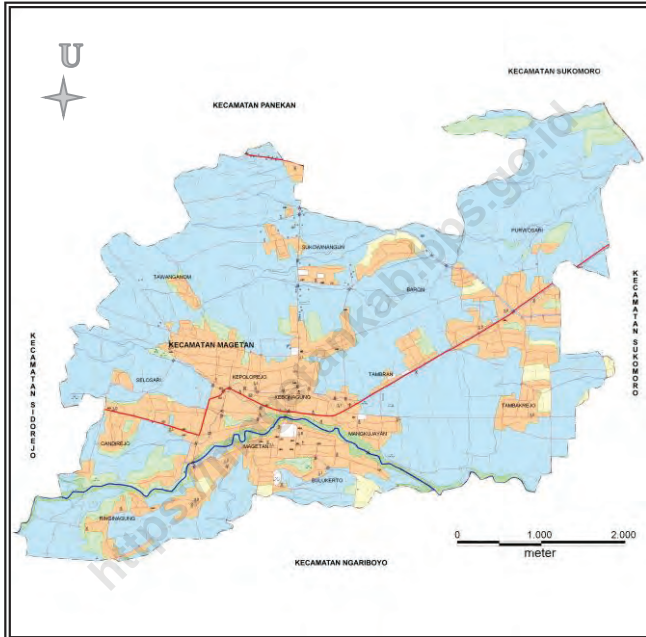 U
KECAMATAN SUKOMORO
KECAMATAN PANEKAN
PURWOSARI
SUKOWINANGUN
TAWANGANOM
BARON
KECAMATAN SIDOREJO
KECAMATAN MAGETAN
KECAMATAN SUKOMORO
KEPOLOREJO
TAMBRAN
SELOSARI
KEBONAGUNG
TAMBAKREJO
CANDIREJO
MANGKUJAYAN
MAGETAN
BULUKERTO
RINGINAGUNG
0 1.000 2.000
meter
KECAMATAN NGARIBOYO
https://magetankab.bps.go.id